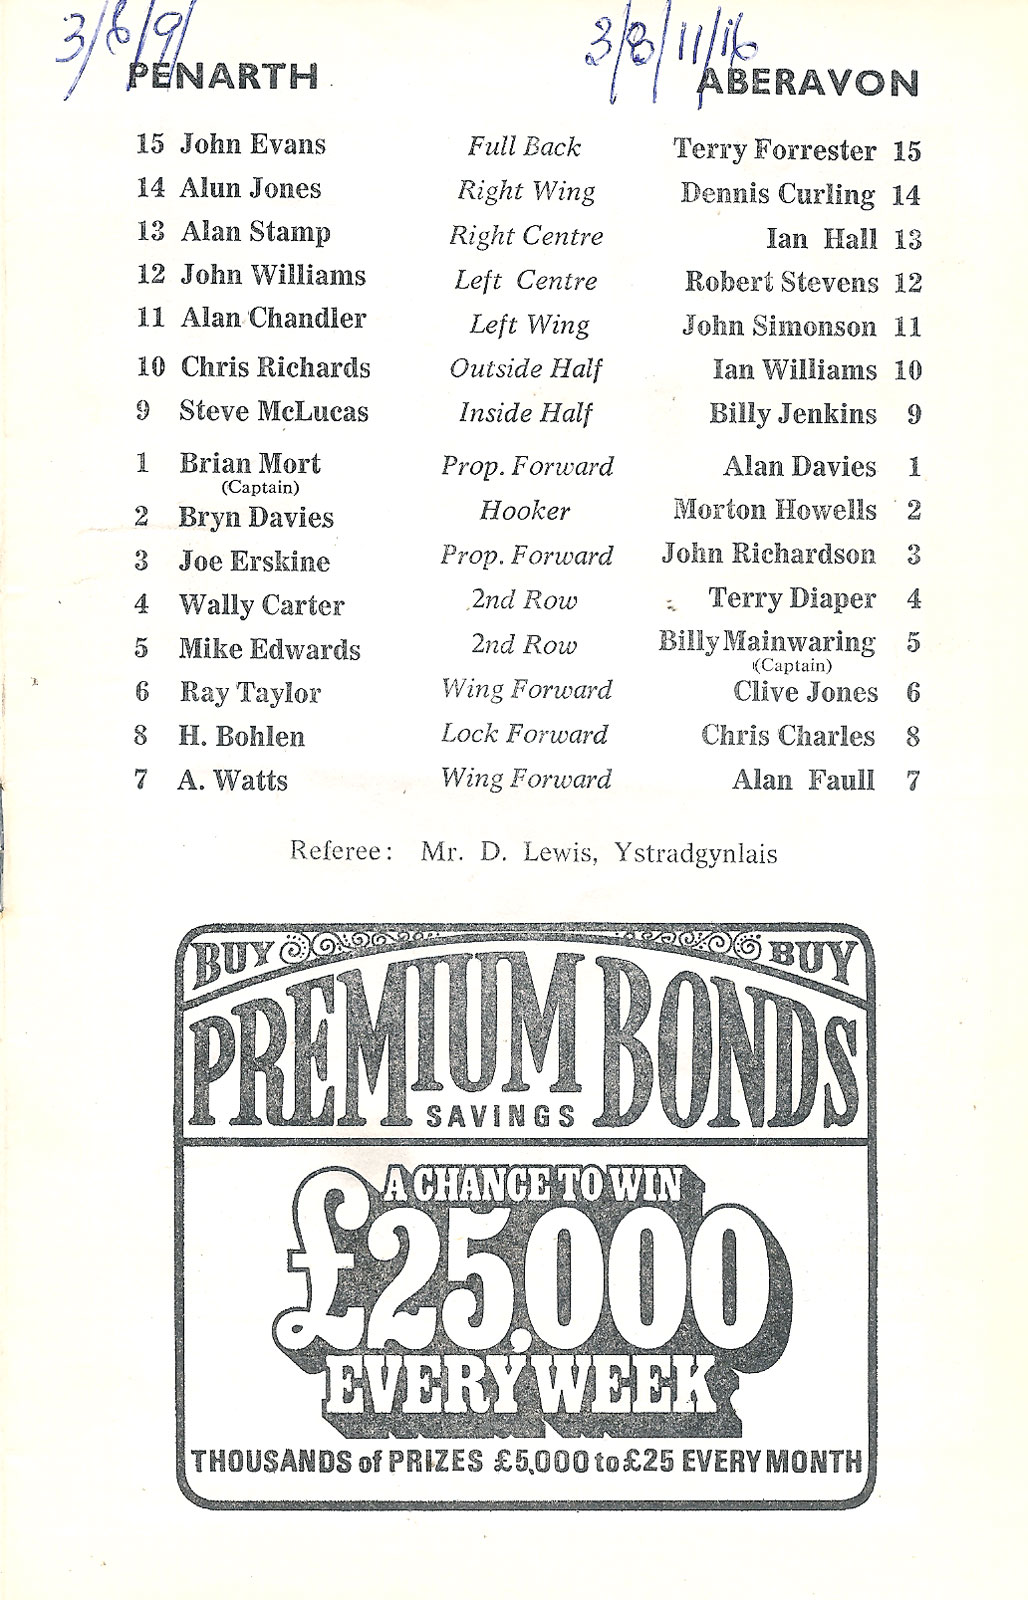 3/6/9/ 3/8/11/16
PENARTH ABERAVON
15 John Evans Full Back Terry Forrester 15
14 Alun Jones Right Wing Dennis Curling 14
13 Alan Stamp Right Centre Ian Hall 13
12 John Williams Left Centre Robert Stevens 12
11 Alan Chandler Left Wing John Simonson 11
10 Chris Richards Outside Half Ian Williams 10
9 Steve McLucas Inside Half Billy Jenkins 9
1 Brian Mort Prop. Forward Alan Davies 1
(Captain)
2 Bryn Davies Hooker Morton Howells 2
3 Joe Erskine Prop. Forward John Richardson 3
4 Wally Carter 2nd Row Terry Diaper 4
5 Mike Edwards 2nd Row Billy Mainwaring 5
(Captain)
6 Ray Taylor Wing Forward Clive Jones 6
8 H. Bohlen Lock Forward Chris Charles 8
7 A. Watts Wing Forward Alan Faull 7
Referee: Mr. D. Lewis, Ystradgynlais
BUY BUY
PREMIUM BONDS
SAVINGS
A CHANCE TO WIN
£25,000
EVERY WEEK
THOUSANDS of PRIZES £5,000 to £25 EVERY MONTH